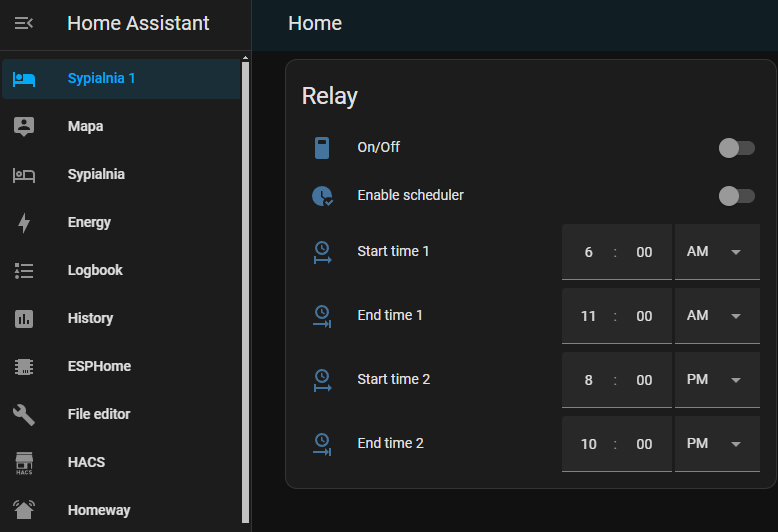 Home Assistant
Sypialnia 1
Mapa
Sypialnia
Energy
Logbook
History
ESPHome
File editor
HACS
HACS
Homeway
Home
Relay
On/Off
Enable scheduler
Start time 1 6 : 00 AM
End time 1 11 : 00 AM
Start time 2 8 : 00 PM
End time 2 10 : 00 PM